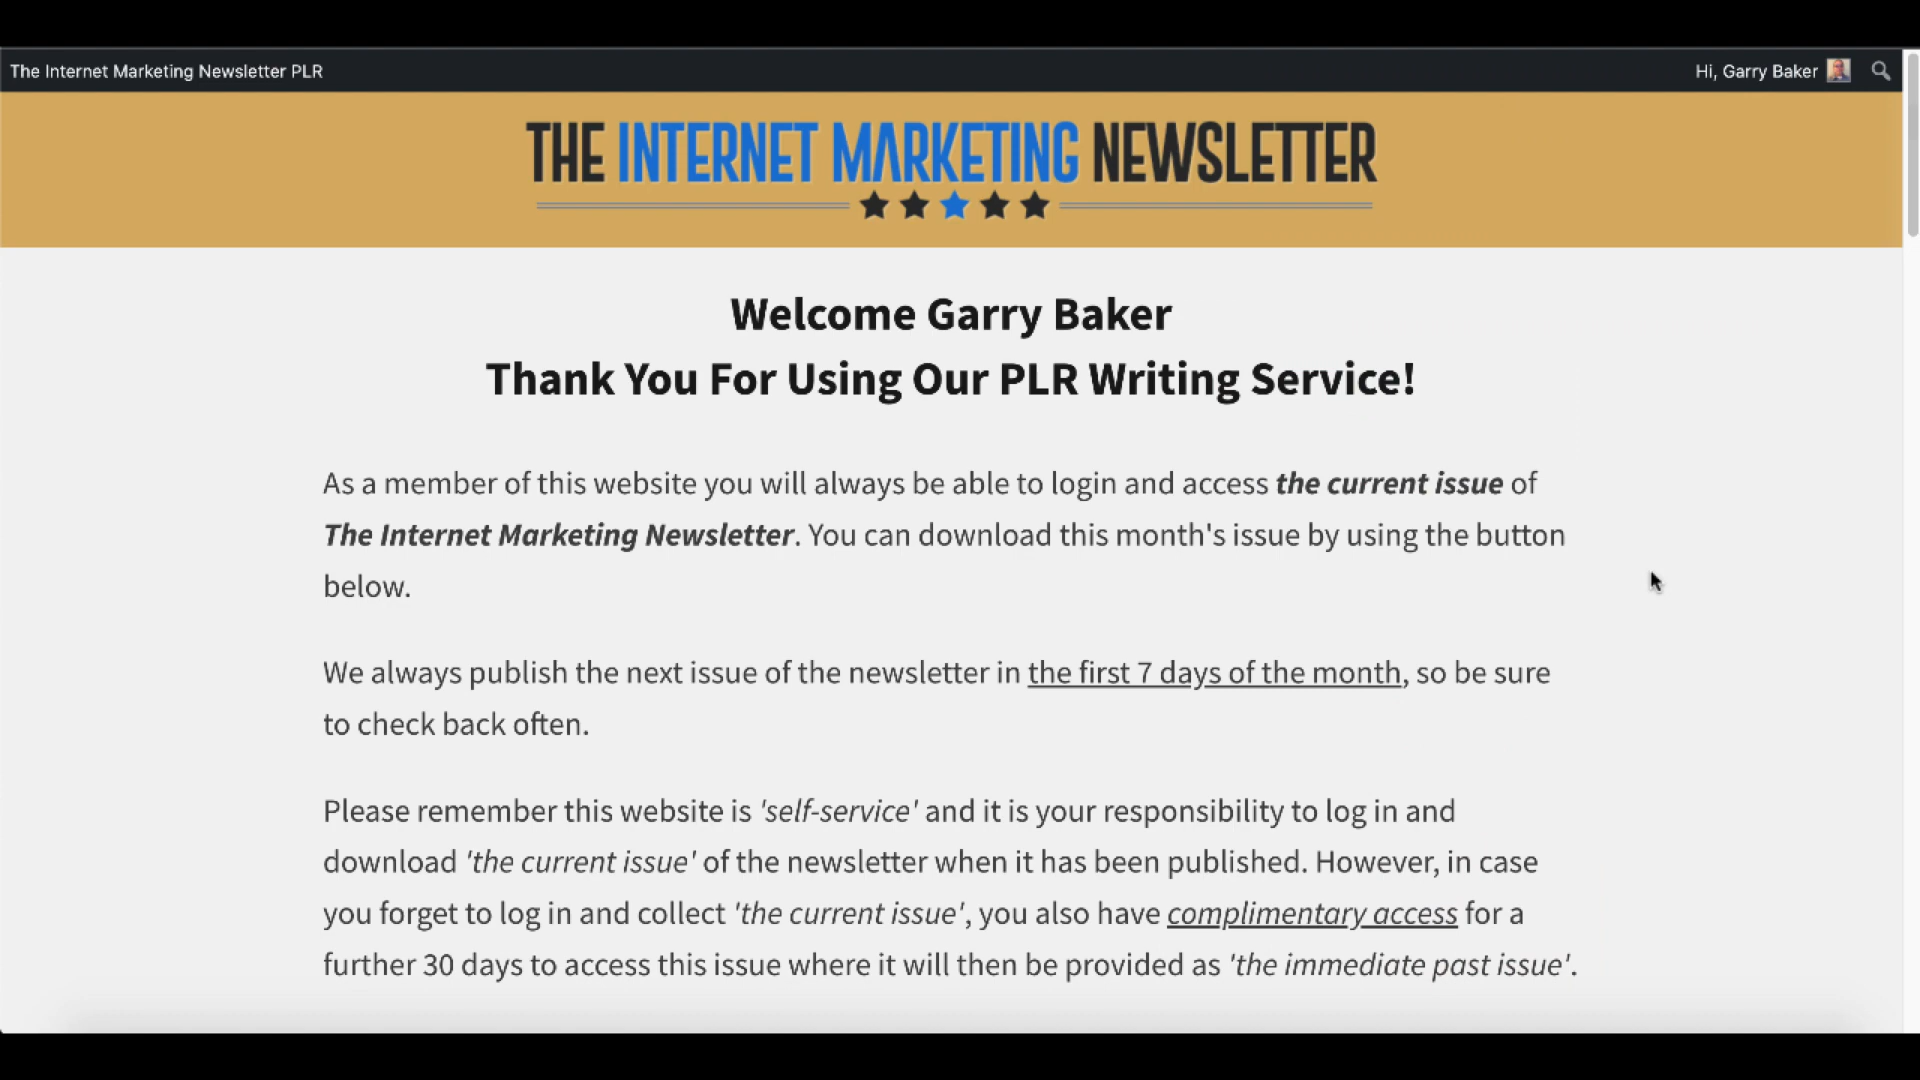 The Internet Marketing Newsletter PLR
Hi, Garry Baker
THE INTERNET MARKETING NEWSLETTER
Welcome Garry Baker
Thank You For Using Our PLR Writing Service!
As a member of this website you will always be able to login and access the current issue of
The Internet Marketing Newsletter. You can download this month's issue by using the button
below.
We always publish the next issue of the newsletter in the first 7 days of the month, so be sure
to check back often.
Please remember this website is 'self-service' and it is your responsibility to log in and
download 'the current issue' of the newsletter when it has been published. However, in case
you forget to log in and collect 'the current issue', you also have complimentary access for a
further 30 days to access this issue where it will then be provided as 'the immediate past issue'.